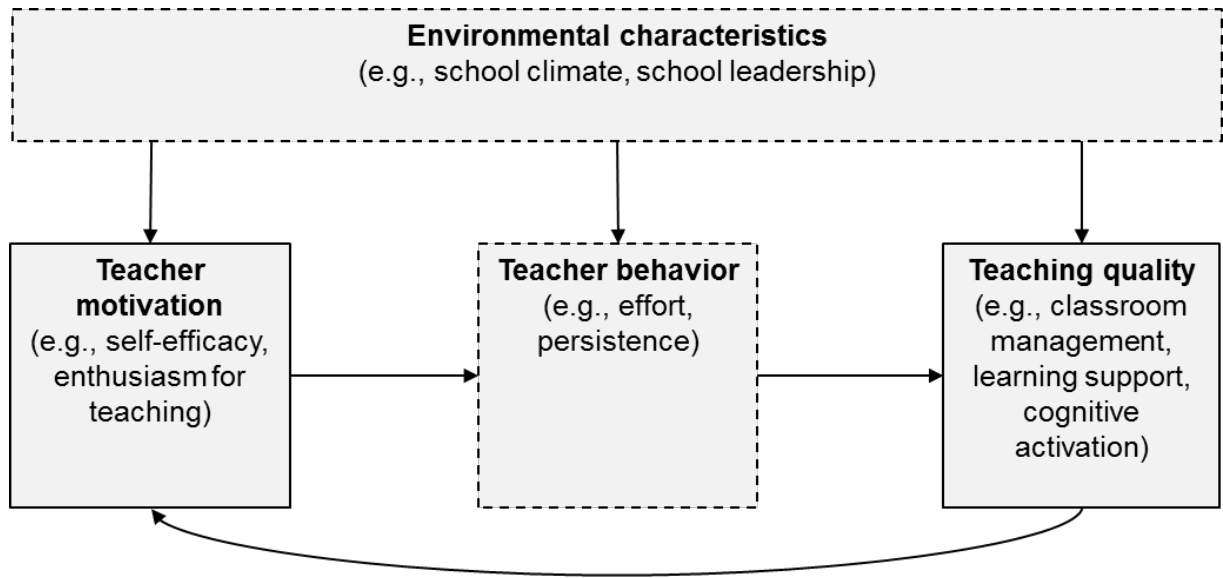 Environmental characteristics
(e.g., school climate, school leadership)
Teacher
motivation
(e.g., self-efficacy,
enthusiasm for
teaching)
Teacher behavior
(e.g., effort,
persistence)
Teaching quality
(e.g., classroom
management,
learning support,
cognitive
activation)